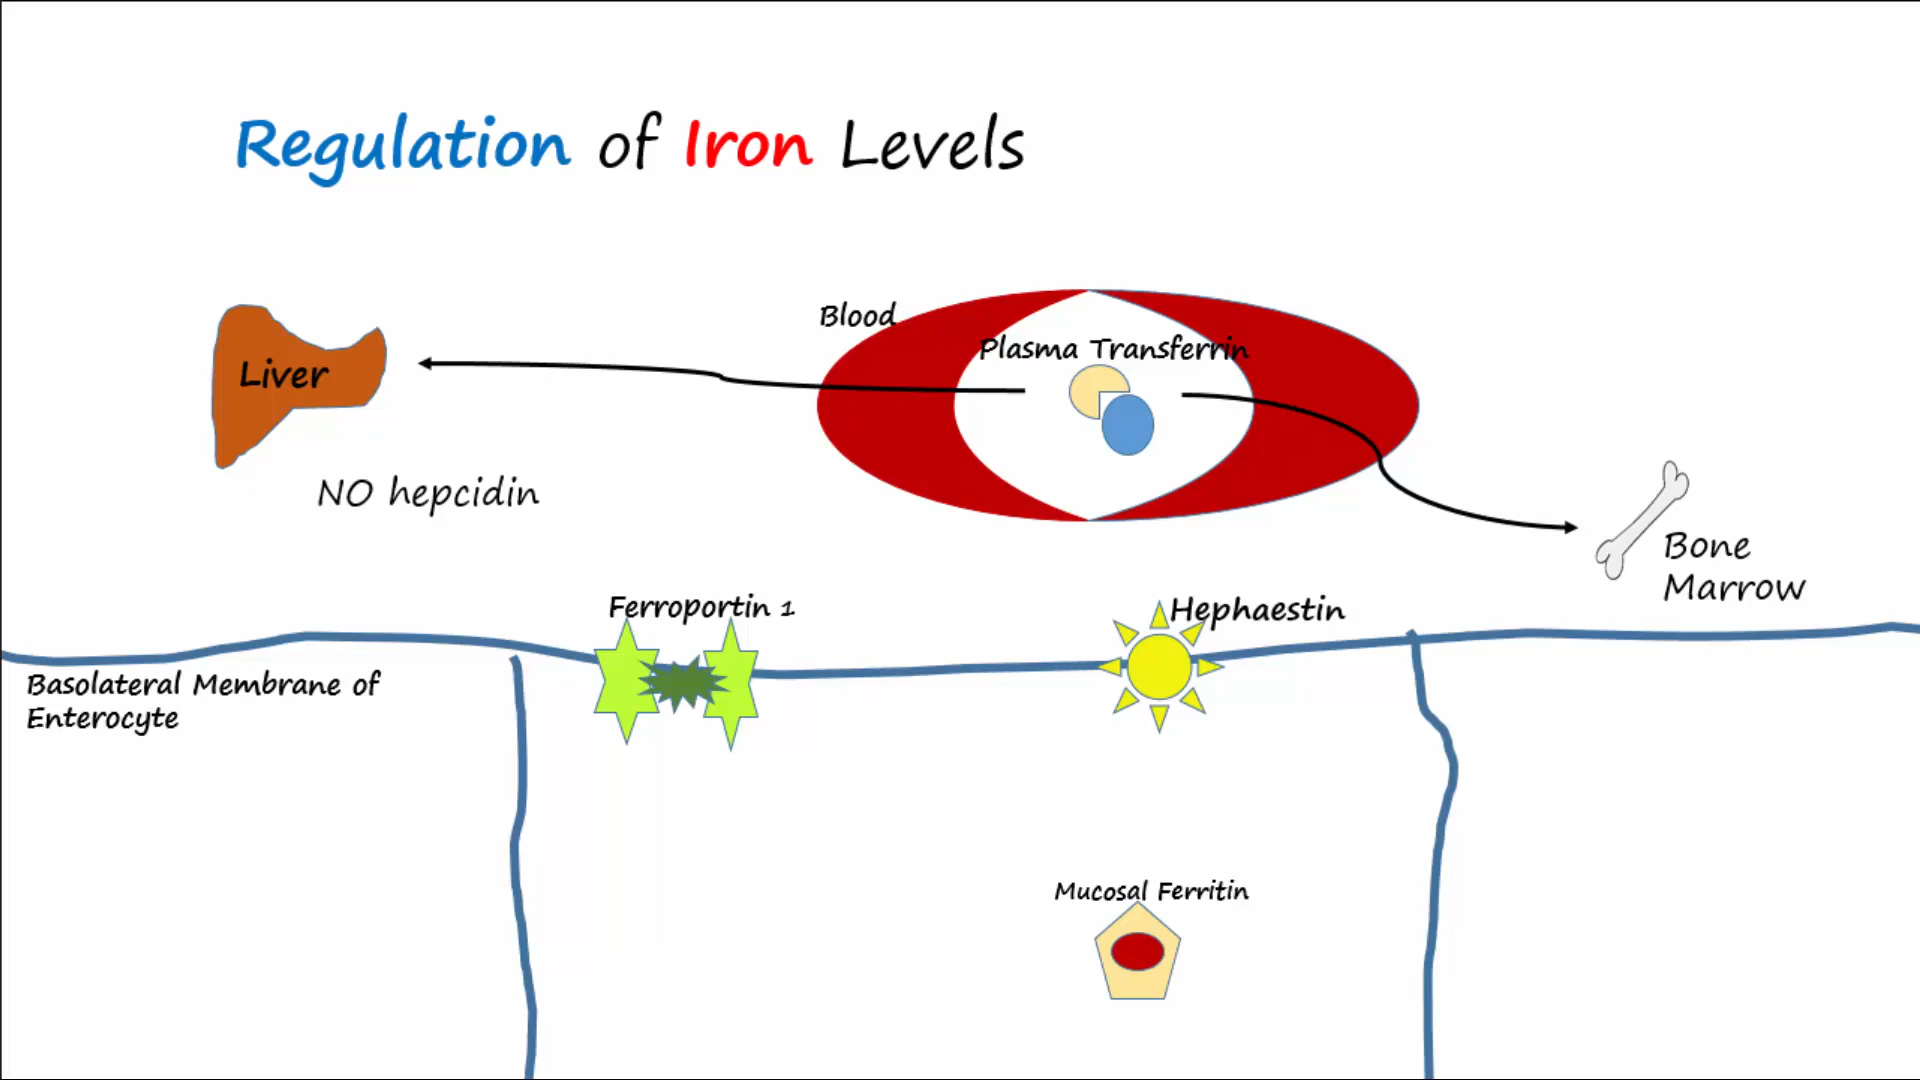 Regulation of Iron Levels
Blood
Plasma Transferrin
Liver
NO hepcidin
Bone
Marrow
Ferroportin 1
Hephaestin
Basolateral Membrane of
Enterocyte
Mucosal Ferritin